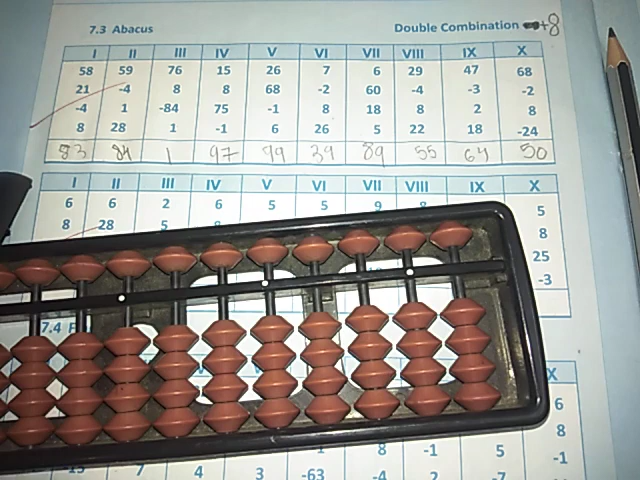 7.3 Abacus Double Combination +8
I II III IV V VI VII VIII IX X
58 59 76 15 26 7 6 29 47 68
21 -4 8 8 68 -2 60 -4 -3 -2
-4 1 -84 75 -1 8 18 8 2 8
8 28 1 -1 6 26 5 22 18 -24
83 84 1 97 99 39 89 55 64 50
I II III IV V VI VII VIII IX X
6 6 2 6 5 5 9 8 5
8 28 5 8
25
-3
7.4
X
6
8
8 -1 5 -1
7 4 3 -63 -4 2 -7